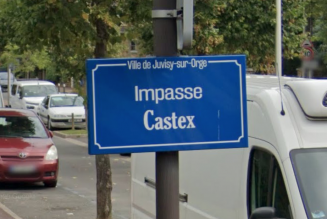 Ville de Juvisy-sur-Orge
Impasse
Castex